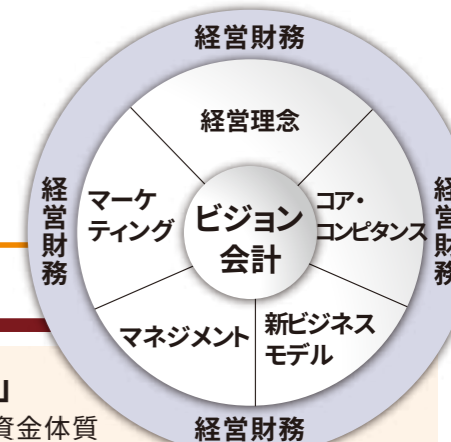 経営財務
経営理念
経営財務
マーケ
ティング
ビジョン
会計
コア・
コンピタンス
経営財務
マネジメント
新ビジネス
モデル
」
資金体質
経営財務